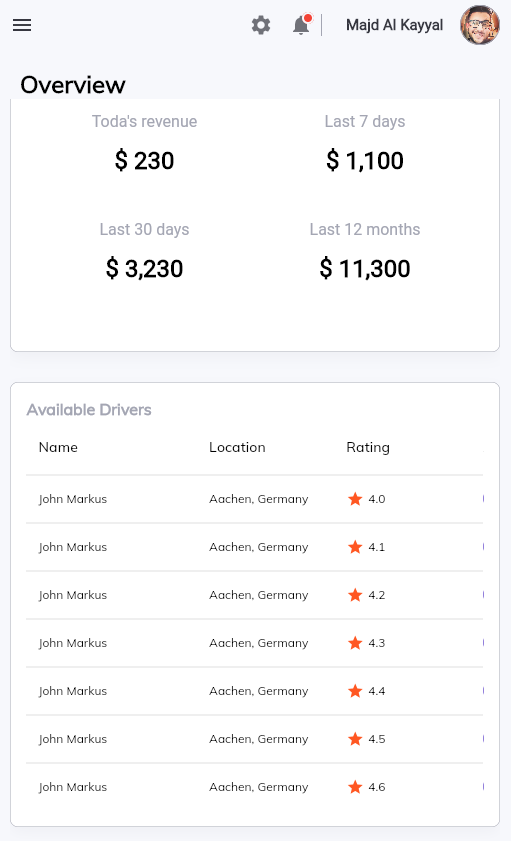 Majd Al Kayyal
Overview
Toda's revenue Last 7 days
$ 230 $ 1,100
Last 30 days Last 12 months
$ 3,230 $ 11,300
Available Drivers
Name Location Rating
John Markus Aachen, Germany 4.0
John Markus Aachen, Germany 4.1
John Markus Aachen, Germany 4.2
John Markus Aachen, Germany 4.3
John Markus Aachen, Germany 4.4
John Markus Aachen, Germany 4.5
John Markus Aachen, Germany 4.6